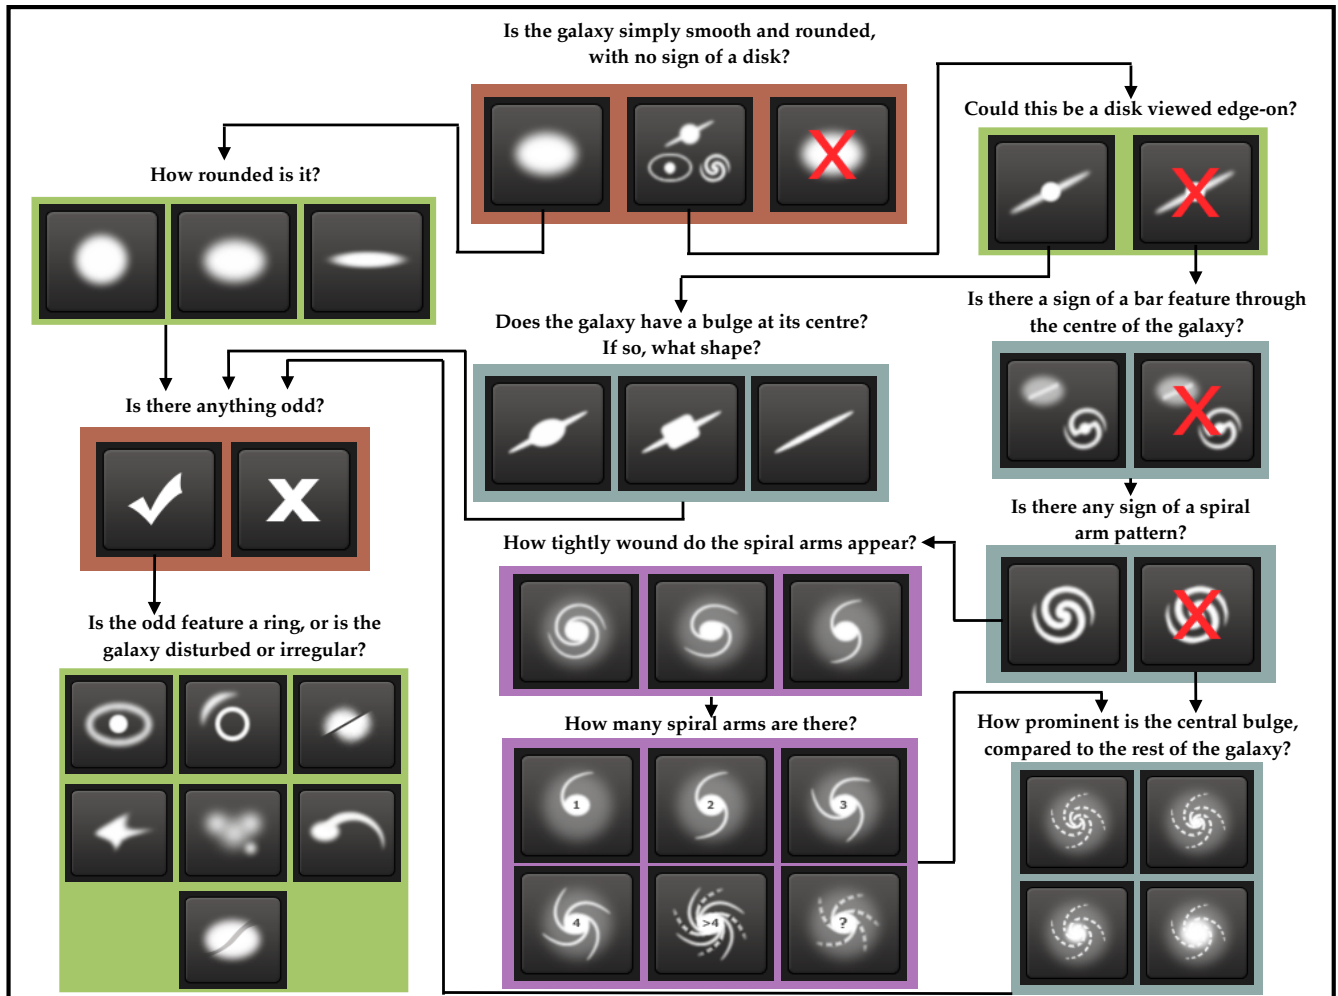 Is the galaxy simply smooth and rounded,
with no sign of a disk?
Could this be a disk viewed edge-on?
How rounded is it?
Is there a sign of a bar feature through
the centre of the galaxy?
Does the galaxy have a bulge at its centre?
If so, what shape?
Is there anything odd?
Is there any sign of a spiral
arm pattern?
How tightly wound do the spiral arms appear?
Is the odd feature a ring, or is the
galaxy disturbed or irregular?
How many spiral arms are there?
1
2
3
4
>4
?
How prominent is the central bulge,
compared to the rest of the galaxy?